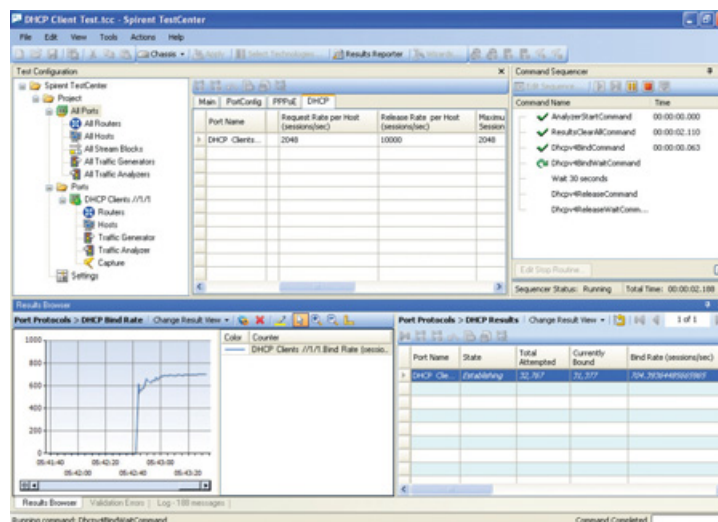 DHCP Client Test.tcc - Spirent TestCenter
File Edit View Tools Actions Help
Chassis Apply Select Technologies... Results Reporter Wizards...
Test Configuration
Spirent TestCenter
Project
All Ports
All Routers
All Hosts
All Stream Blocks
All Traffic Generators
All Traffic Analyzers
Ports
DHCP Clients //1/1
Routers
Hosts
Traffic Generator
Traffic Analyzer
Capture
Settings
Main PortConfig PPPoE DHCP
Port Name Request Rate per Host (sessions/sec) Release Rate per Host (sessions/sec) Maximu Session
DHCP Clients... 2048 10000 2048
Command Sequencer
Edit Sequence...
Command Name Time
AnalyzerStartCommand 00:00:00.000
ResultsClearAllCommand 00:00:02.110
Dhcpv4BindCommand 00:00:00.063
Dhcpv4BindWaitCommand
Wait 30 seconds
Dhcpv4ReleaseCommand
Dhcpv4ReleaseWaitComm...
Edit Stop Routine...
Sequencer Status: Running Total Time: 00:00:02.188
Results Browser
Port Protocols > DHCP Bind Rate Change Result View
Color Counter
DHCP Clients //1/1.Bind Rate (sessio...
1000
800
600
400
200
0
05:41:40 05:42:20 05:43:00
05:42:00 05:42:40 05:43:20
Port Protocols > DHCP Results Change Result View 1 of 1
Port Name State Total Attempted Currently Bound Bind Rate (sessions/sec)
DHCP Clie... Establishing 32,767 31,377
Results Browser Validation Errors Log - 180 messages
Running command: Dhcpv4BindWaitCommand Command Completed